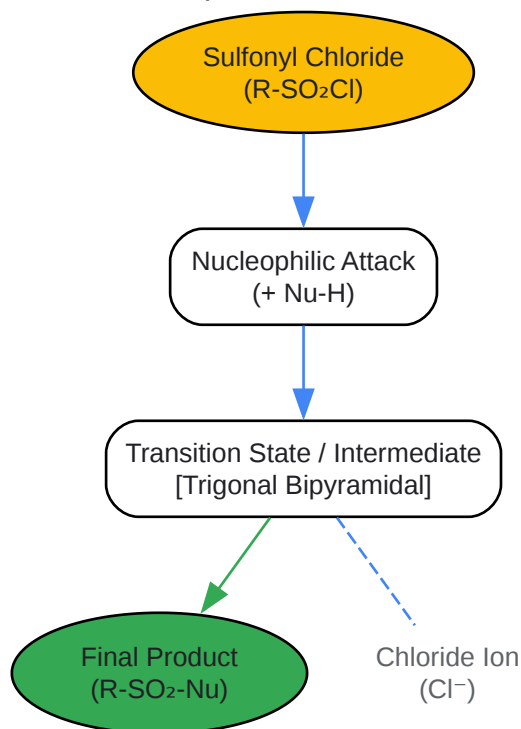 Sulfonyl Chloride
(R-SO₂Cl)
Nucleophilic Attack
(+ Nu-H)
Transition State / Intermediate
[Trigonal Bipyramidal]
Final Product
(R-SO₂-Nu)
Chloride Ion
(Cl⁻)